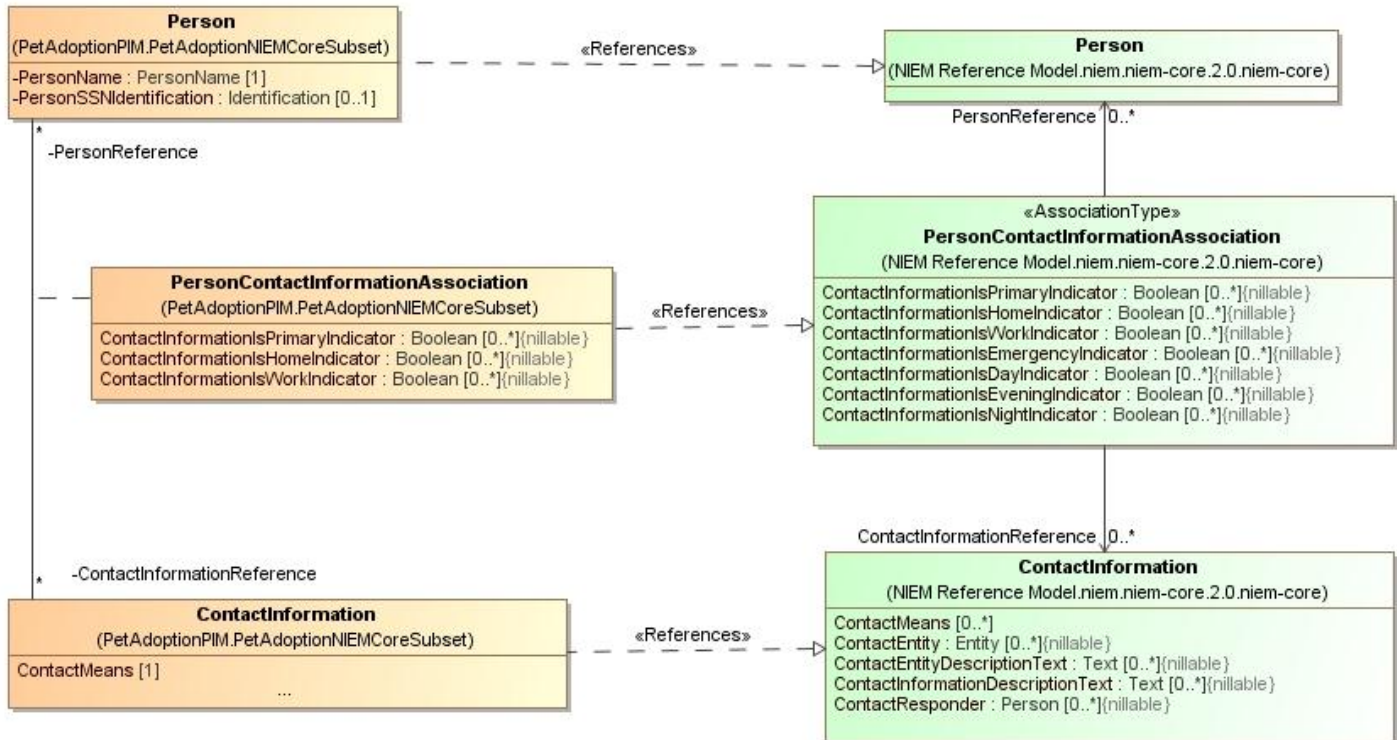 Person
(PetAdoptionPIM.PetAdoptionNIEMCoreSubset)
-PersonName : PersonName [1]
-PersonSSNIdentification : Identification [0..1]
«References»
Person
(NIEM Reference Model.niem.niem-core.2.0.niem-core)
*
-PersonReference
PersonReference 0..*
PersonContactInformationAssociation
(PetAdoptionPIM.PetAdoptionNIEMCoreSubset)
ContactInformationIsPrimaryIndicator : Boolean [0..*]{nillable}
ContactInformationIsHomeIndicator : Boolean [0..*]{nillable}
ContactInformationIsWorkIndicator : Boolean [0..*]{nillable}
«References»
«AssociationType»
PersonContactInformationAssociation
(NIEM Reference Model.niem.niem-core.2.0.niem-core)
ContactInformationIsPrimaryIndicator : Boolean [0..*]{nillable}
ContactInformationIsHomeIndicator : Boolean [0..*]{nillable}
ContactInformationIsWorkIndicator : Boolean [0..*]{nillable}
ContactInformationIsEmergencyIndicator : Boolean [0..*]{nillable}
ContactInformationIsDayIndicator : Boolean [0..*]{nillable}
ContactInformationIsEveningIndicator : Boolean [0..*]{nillable}
ContactInformationIsNightIndicator : Boolean [0..*]{nillable}
ContactInformationReference 0..*
* -ContactInformationReference
ContactInformation
(PetAdoptionPIM.PetAdoptionNIEMCoreSubset)
ContactMeans [1]
...
«References»
ContactInformation
(NIEM Reference Model.niem.niem-core.2.0.niem-core)
ContactMeans [0..*]
ContactEntity : Entity [0..*]{nillable}
ContactEntityDescriptionText : Text [0..*]{nillable}
ContactInformationDescriptionText : Text [0..*]{nillable}
ContactResponder : Person [0..*]{nillable}